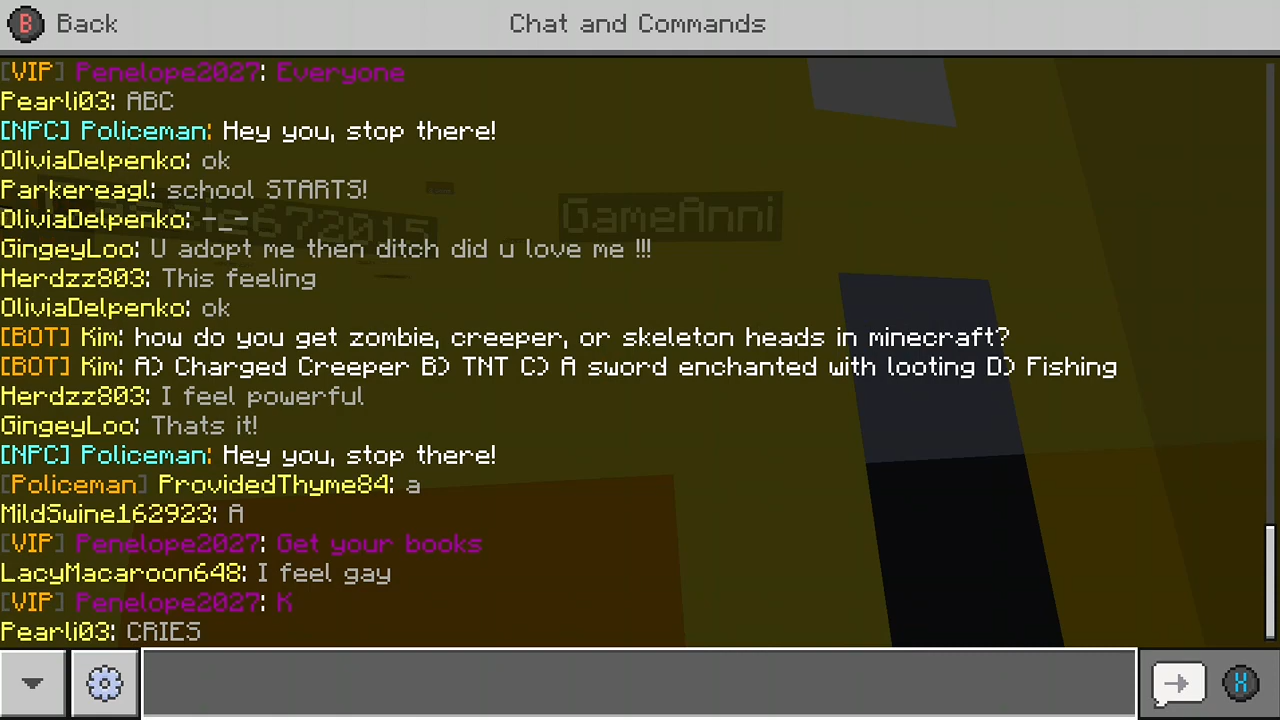 B Back
Chat and Commands
[VIP] Penelope2027: Everyone
Pearli03: ABC
[NPC] Policeman: Hey you, stop there!
OliviaDelpenko: ok
Parkereagl: school STARTS!
OliviaDelpenko: -_-
GameAnni
GingeyLoo: U adopt me then ditch did u love me !!!
Herdzz803: This feeling
OliviaDelpenko: ok
[BOT] Kim: how do you get zombie, creeper, or skeleton heads in minecraft?
[BOT] Kim: A) Charged Creeper B) TNT C) A sword enchanted with looting D) Fishing
Herdzz803: I feel powerful
GingeyLoo: Thats it!
[NPC] Policeman: Hey you, stop there!
[Policeman] ProvidedThyme84: a
MildSwine162923: A
[VIP] Penelope2027: Get your books
LacyMacaroon648: I feel gay
[VIP] Penelope2027: K
Pearli03: CRIES
X